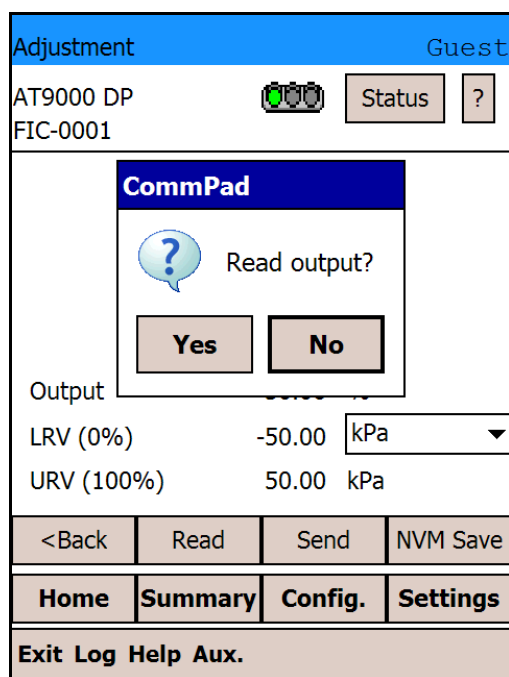 Adjustment Guest
AT9000 DP Status ?
FIC-0001
CommPad
?
Read output?
Yes No
Output
LRV (0%) -50.00 kPa
URV (100%) 50.00 kPa
<Back Read Send NVM Save
Home Summary Config. Settings
Exit Log Help Aux.